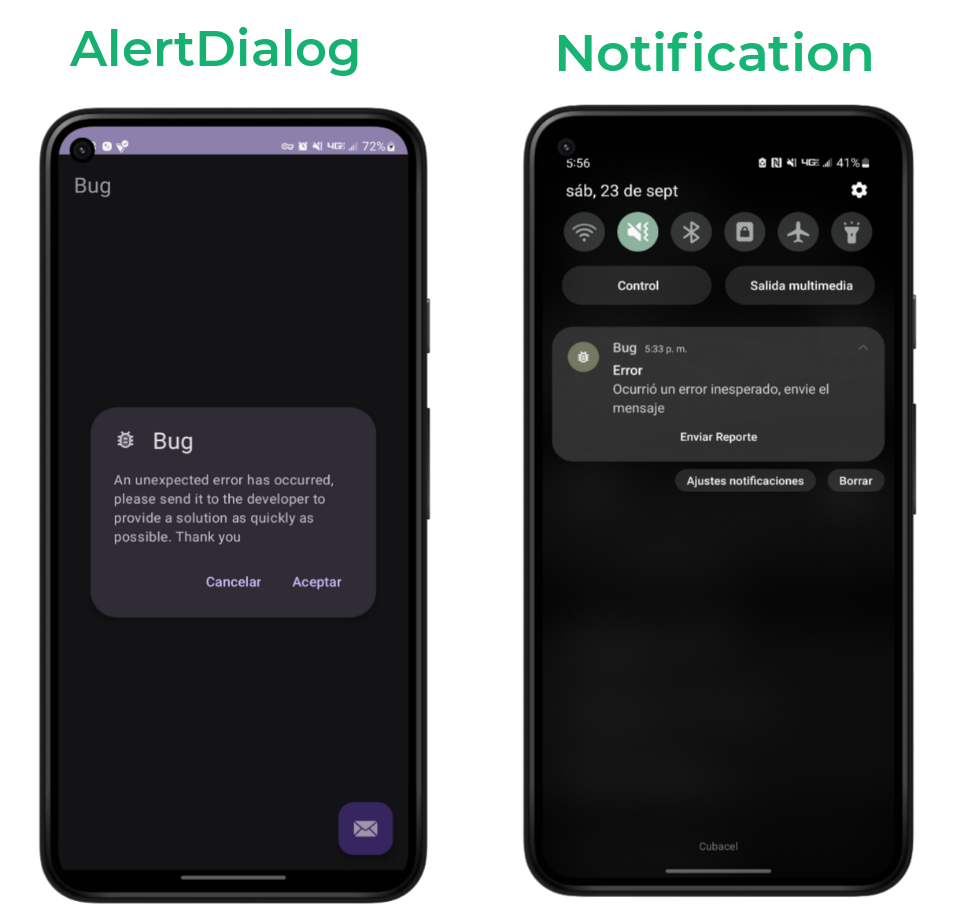 AlertDialog
Notification
72%
Bug
Bug
An unexpected error has occurred,
please send it to the developer to
provide a solution as quickly as
possible. Thank you
Cancelar Aceptar
5:56 4GE 41%
sáb, 23 de sept
Control Salida multimedia
Bug 5:33 p. m.
Error
Ocurrió un error inesperado, envie el
mensaje
Enviar Reporte
Ajustes notificaciones Borrar
Cubacel